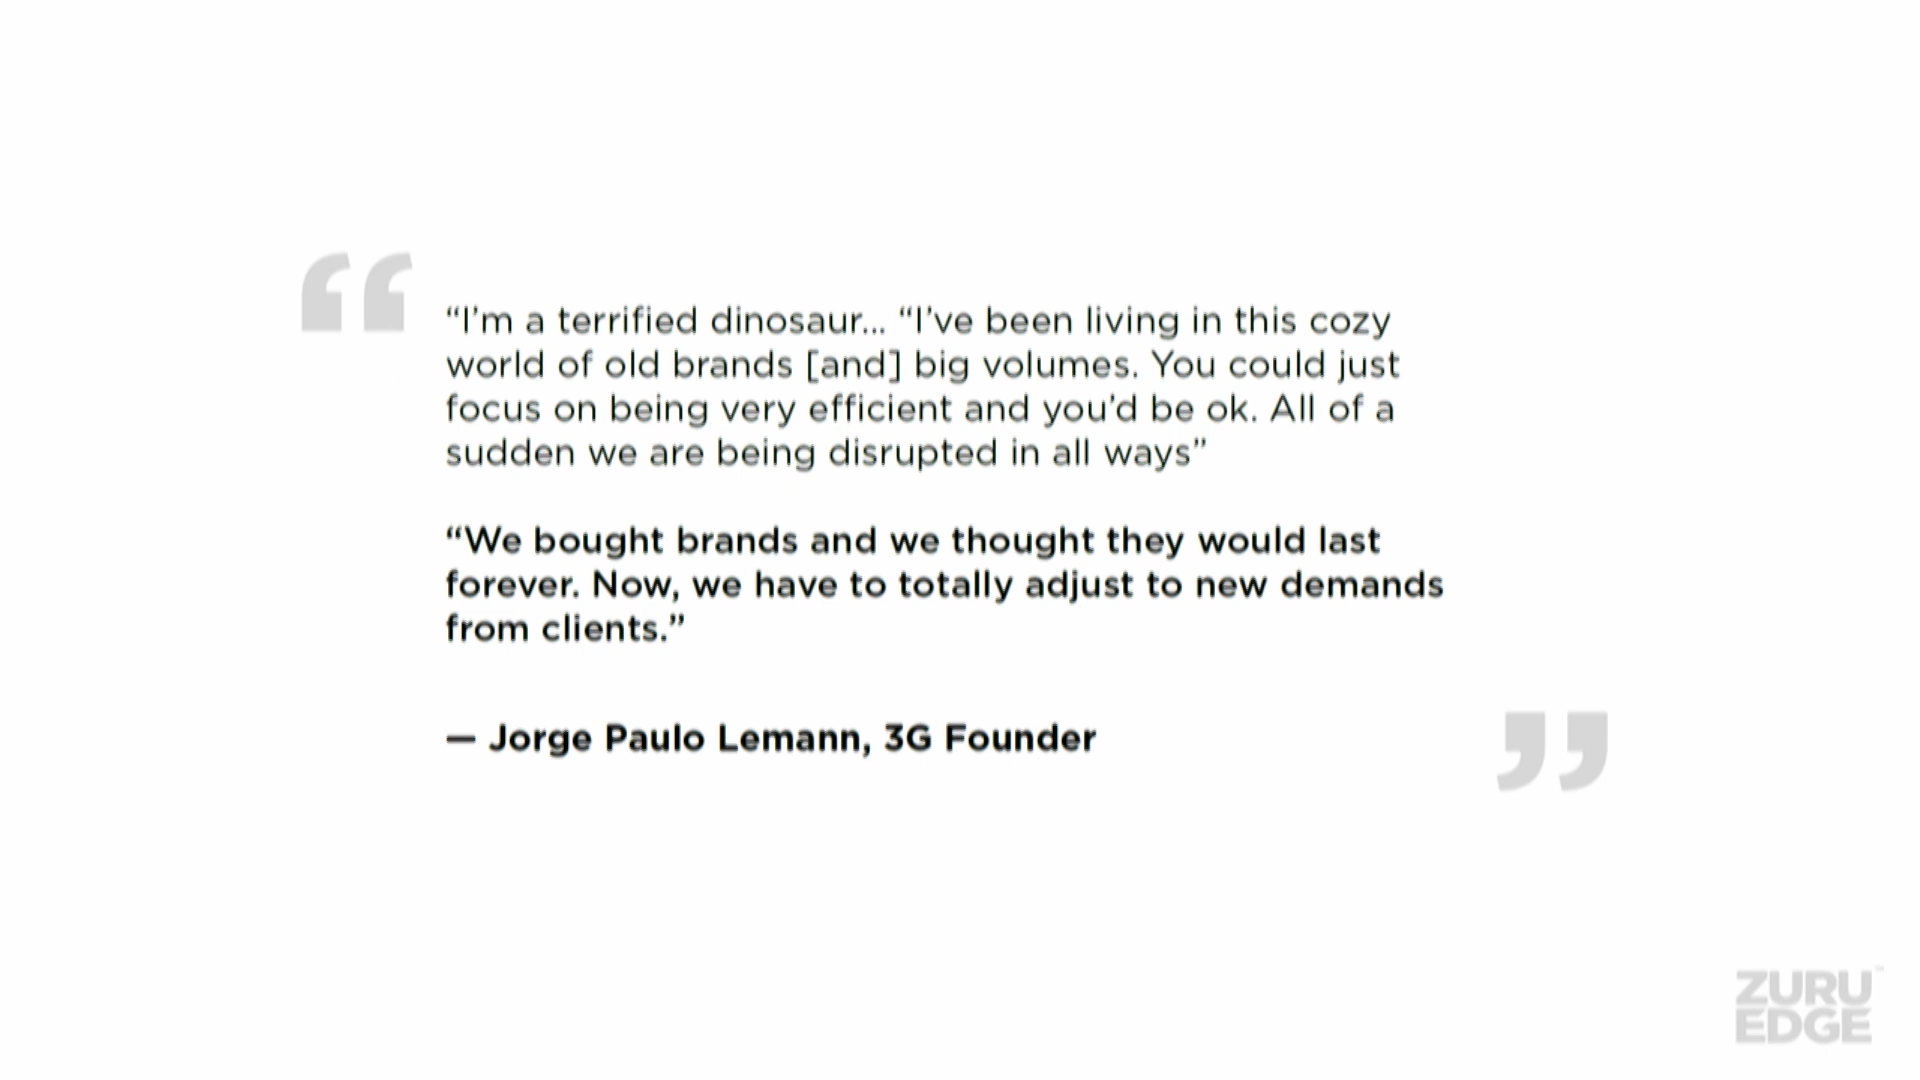 “I’m a terrified dinosaur... “I’ve been living in this cozy
world of old brands [and] big volumes. You could just
focus on being very efficient and you’d be ok. All of a
sudden we are being disrupted in all ways”
“We bought brands and we thought they would last
forever. Now, we have to totally adjust to new demands
from clients.”
— Jorge Paulo Lemann, 3G Founder
ZURU™
EDGE